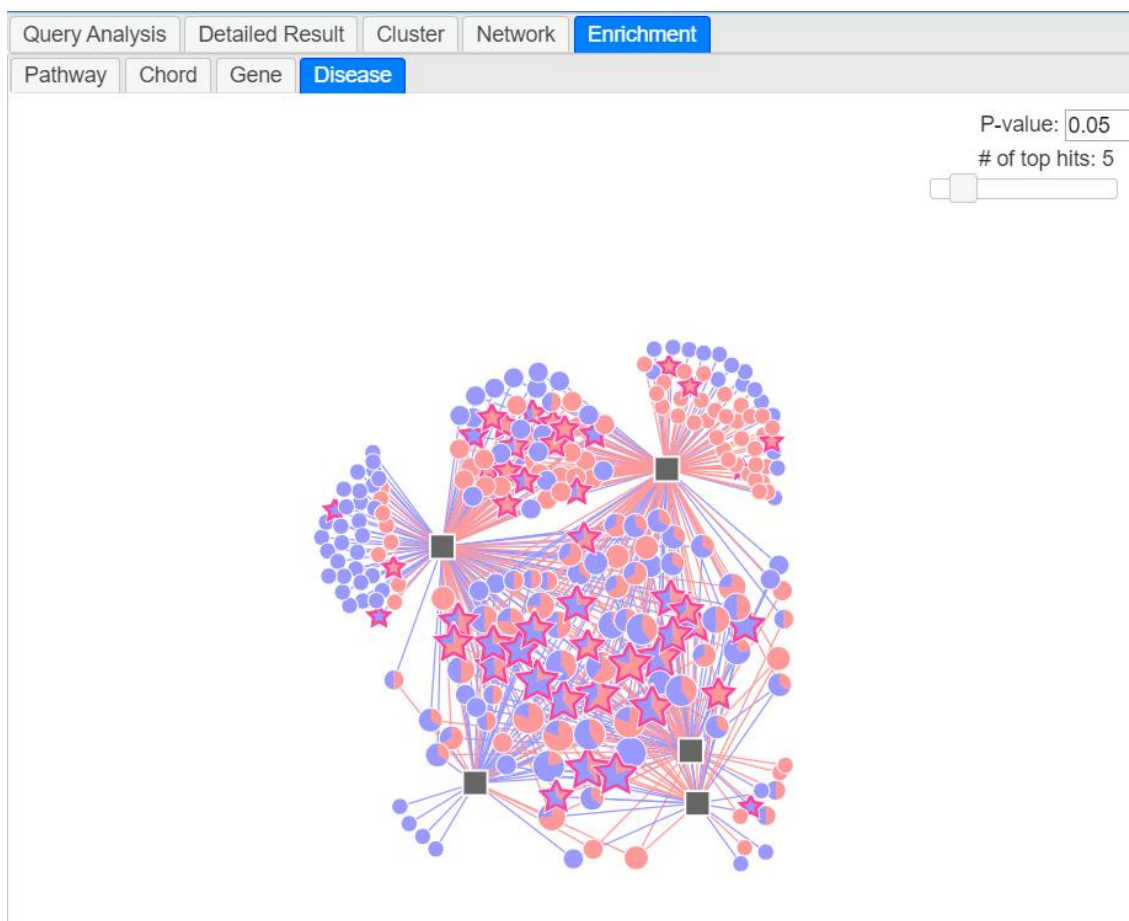 Query Analysis Detailed Result Cluster Network Enrichment
Pathway Chord Gene Disease
P-value: 0.05
# of top hits: 5